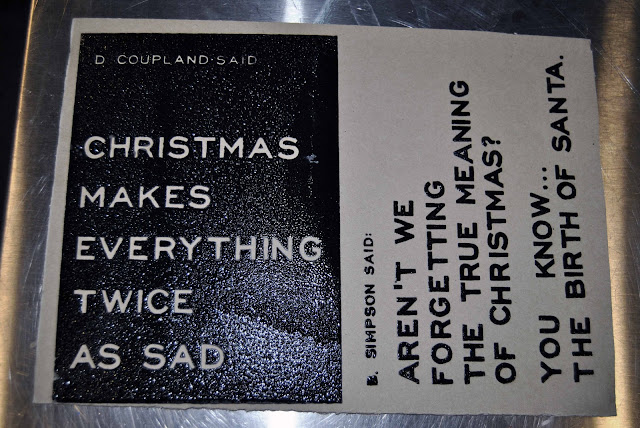 D COUPLAND·SAID
CHRISTMAS
MAKES
EVERYTHING
TWICE
AS SAD
B. SIMPSON SAID:
AREN'T WE
FORGETTING
THE TRUE MEANING
OF CHRISTMAS?
YOU KNOW...
THE BIRTH OF SANTA.